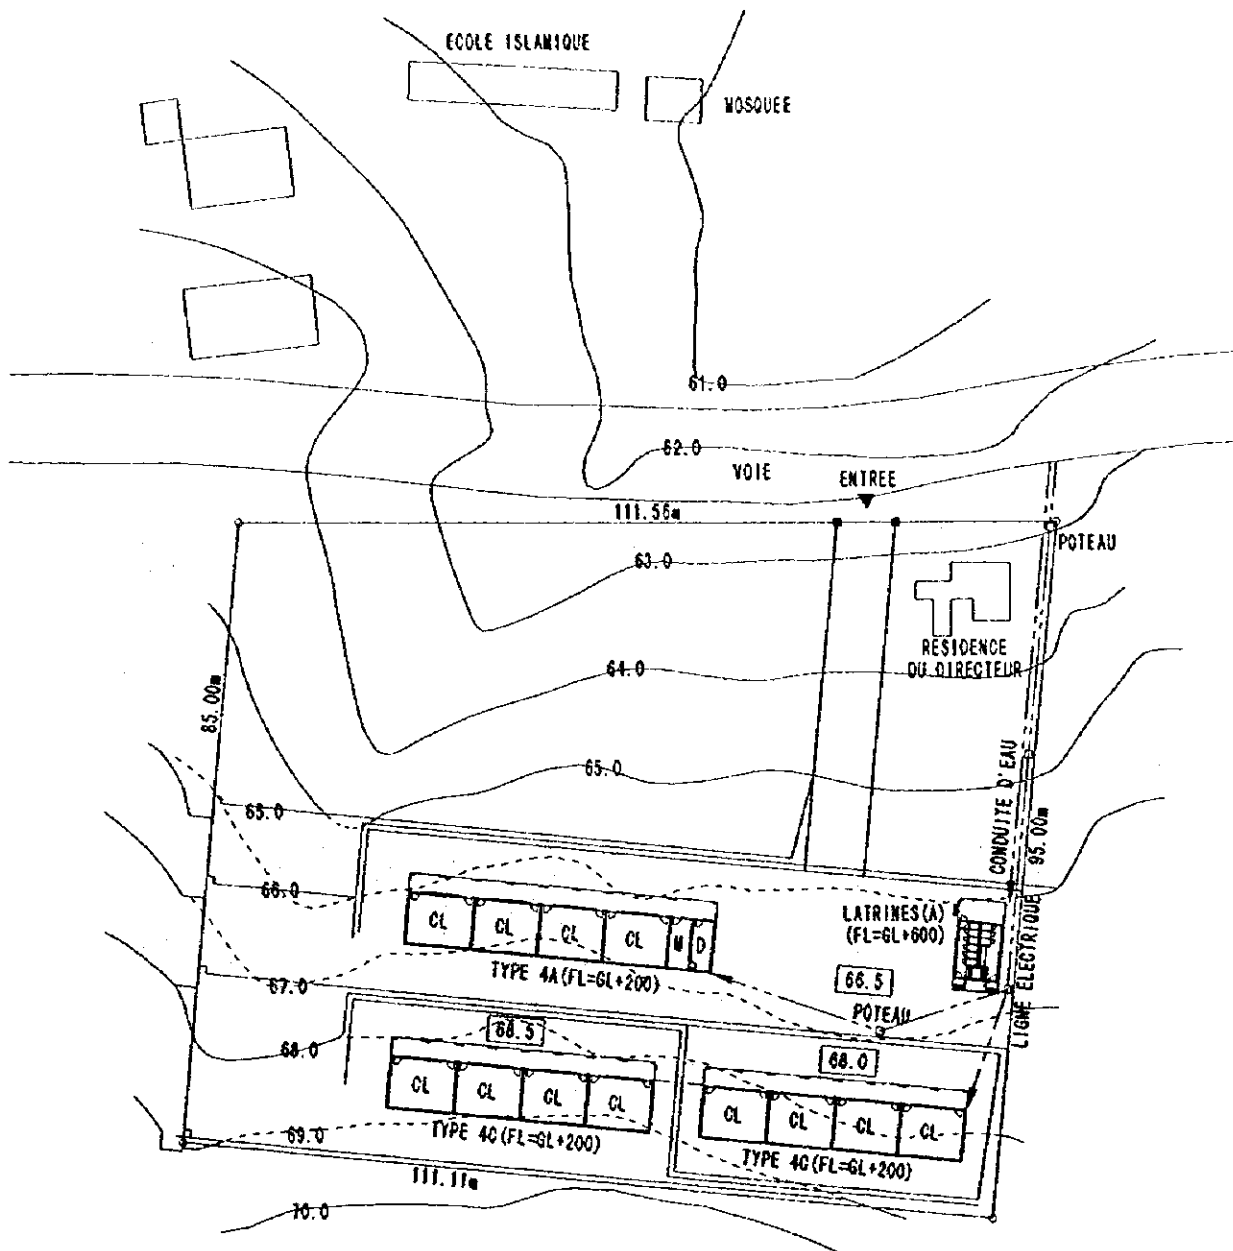 ECOLE ISLAMIQUE
MOSQUEE
61.0
62.0
VOIE
ENTREE
111.56m
POTEAU
63.0
RESIDENCE
DU DIRECTEUR
64.0
85.00m
65.0
CONDUITE D'EAU
95.00m
65.0
66.0
LATRINES(A)
(FL=GL+600)
LIGNE ELECTRIQUE
CL
CL
CL
CL
M
D
TYPE 4A(FL=GL+200)
66.5
67.0
POTEAU
68.5
68.0
68.0
CL
CL
CL
CL
CL
CL
CL
CL
69.0
TYPE 4C(FL=GL+200)
TYPE 4C(FL=GL+200)
111.11m
70.0